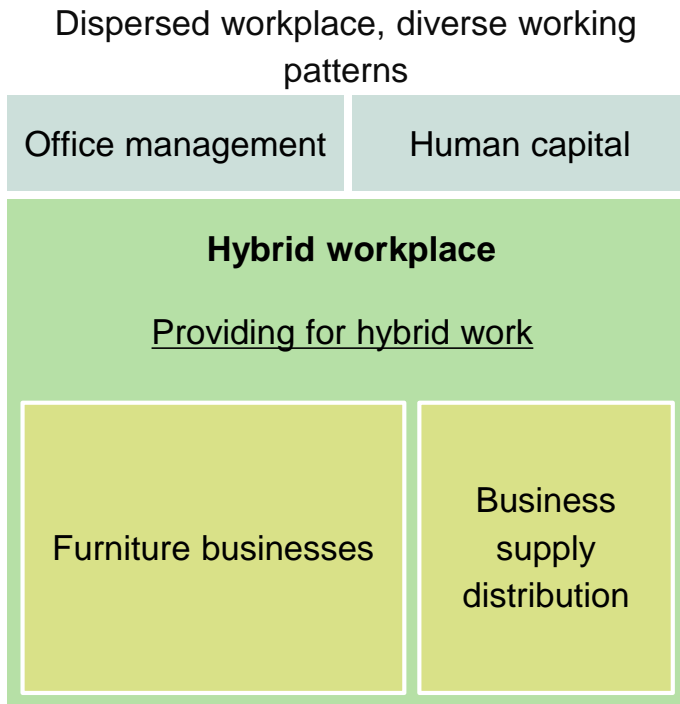 Dispersed workplace, diverse working
patterns
Office management
Human capital
Hybrid workplace
Providing for hybrid work
Furniture businesses
Business
supply
distribution